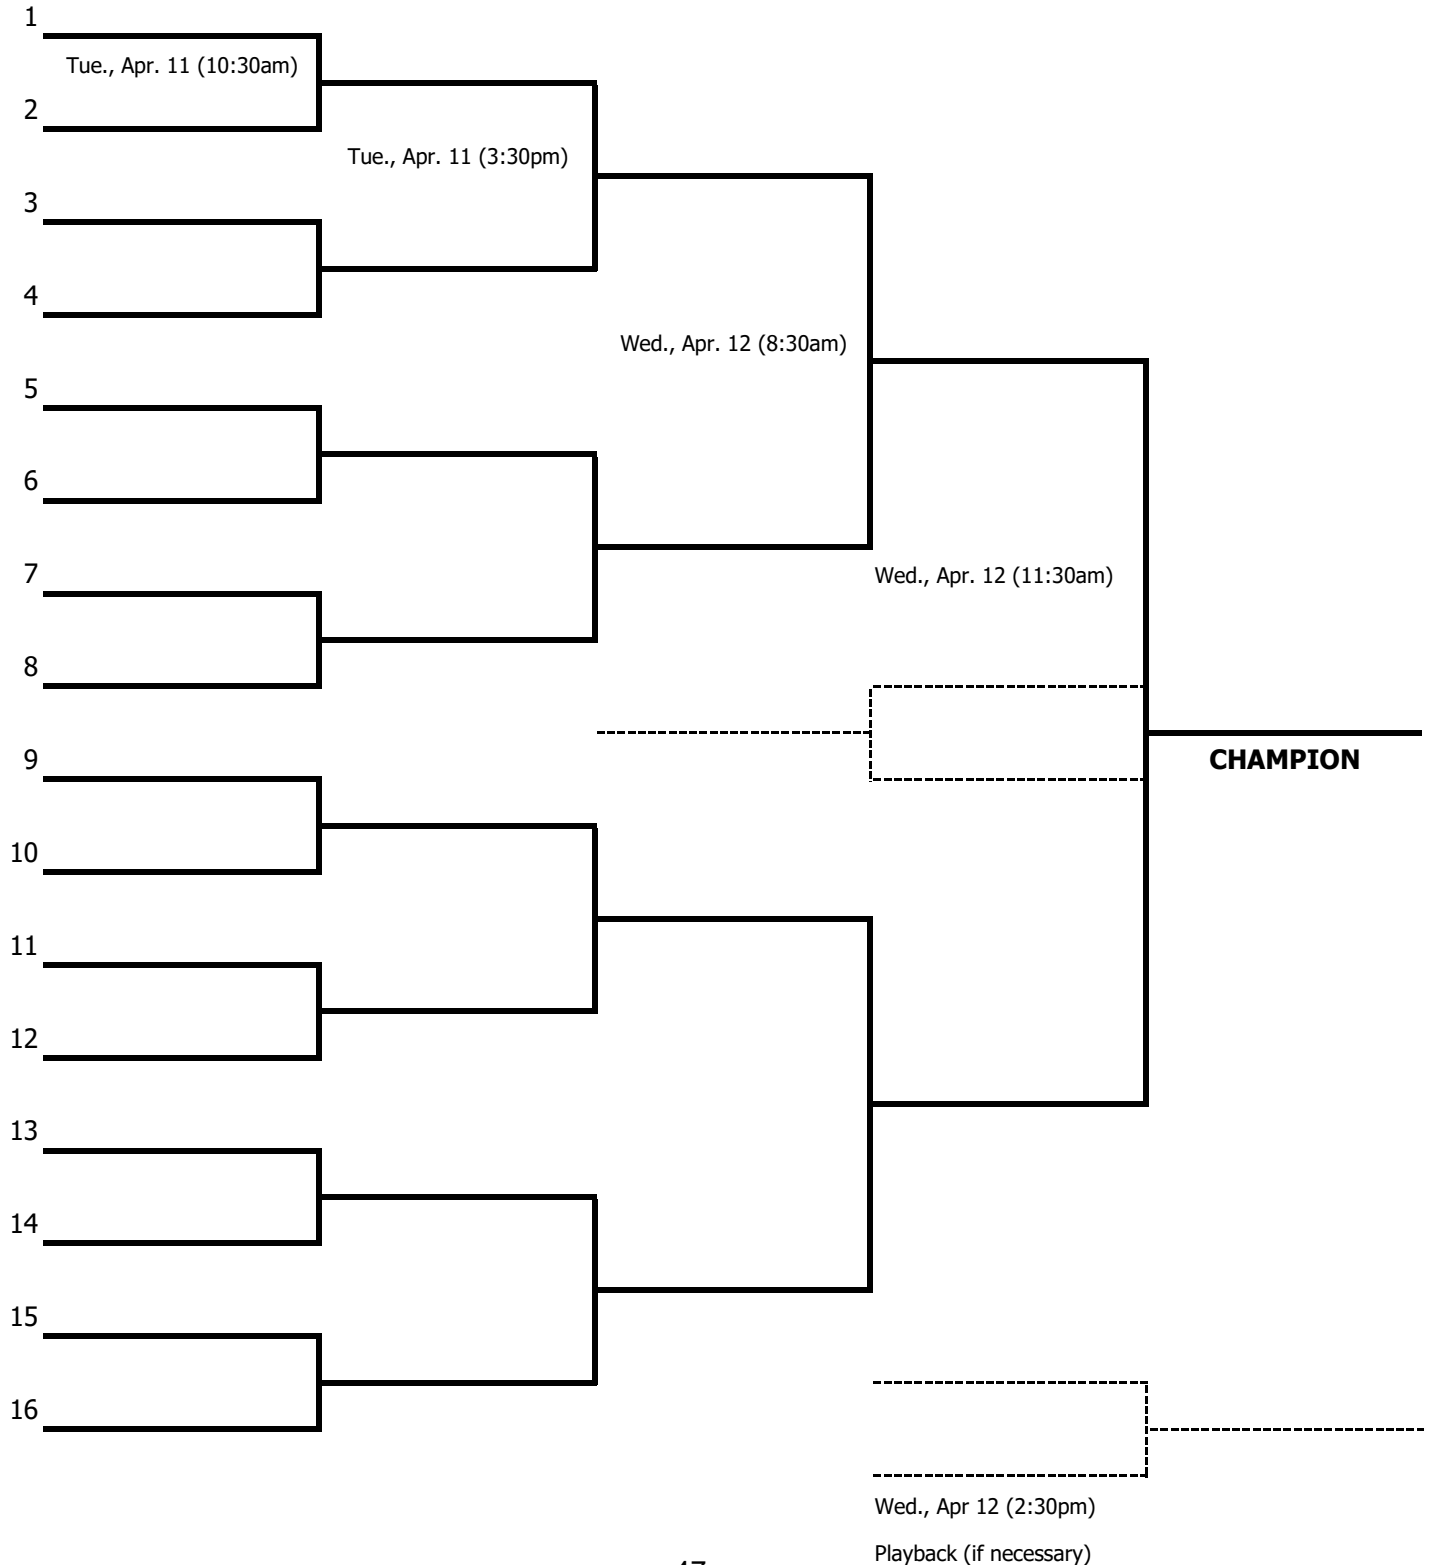 1
Tue., Apr. 11 (10:30am)
2
Tue., Apr. 11 (3:30pm)
3
4
Wed., Apr. 12 (8:30am)
5
6
7
Wed., Apr. 12 (11:30am)
8
9
CHAMPION
10
11
12
13
14
15
16
Wed., Apr 12 (2:30pm)
Playback (if necessary)